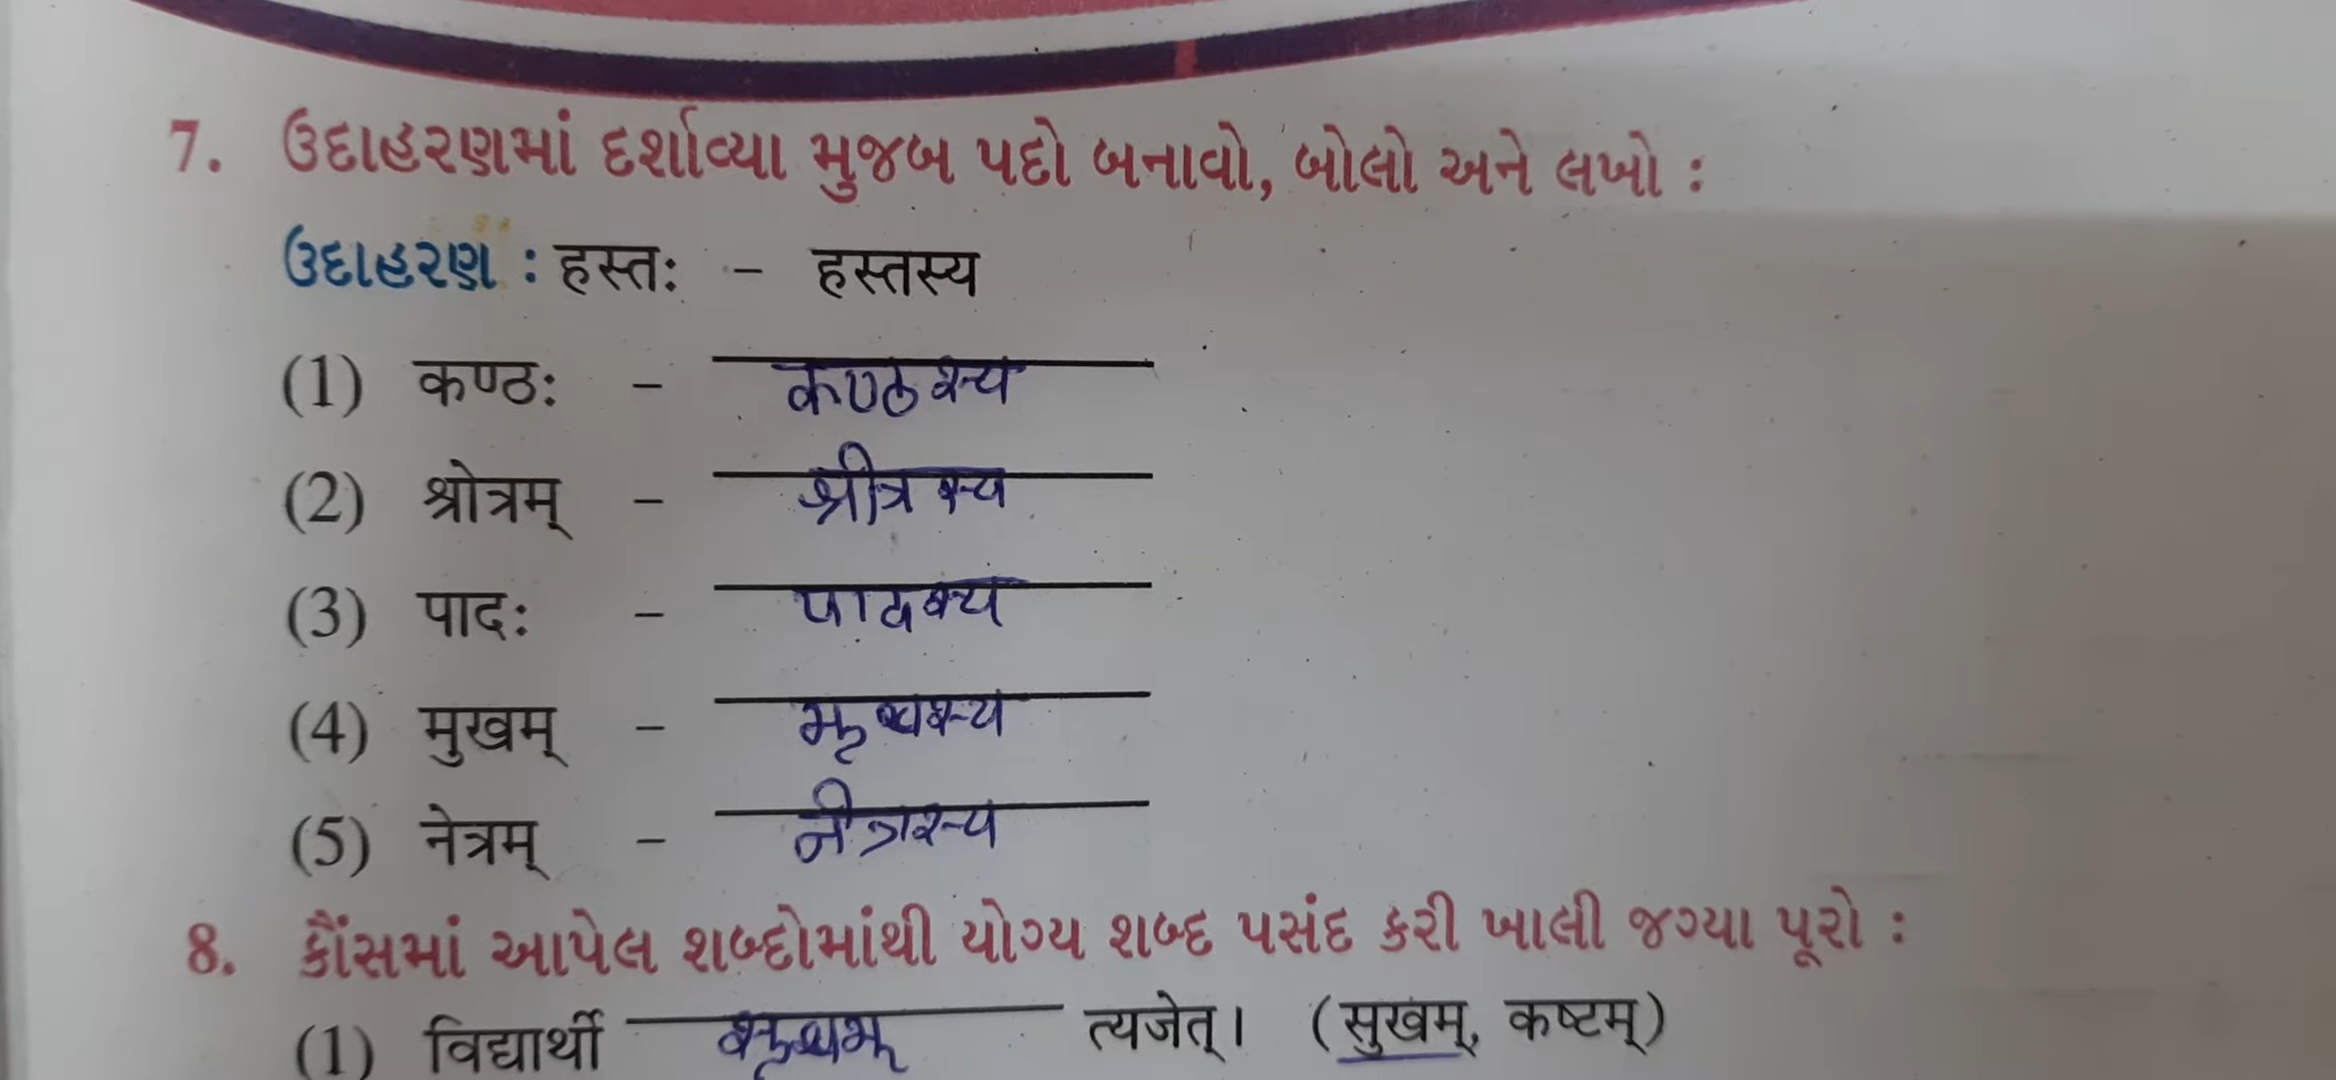 7. ઉદાહરણમાં દર્શાવ્યા મુજબ પદો બનાવો, બોલો અને લખો :
ઉદાહરણ : हस्तः - हस्तस्य
(1) कण्ठः - कण्ठस्य
(2) श्रोत्रम् - श्रोत्रस्य
(3) पादः - पादस्य
(4) मुखम् - मुखस्य
(5) नेत्रम् - नेत्रस्य
8. કૌંસમાં આપેલ શબ્દોમાંથી યોગ્ય શબ્દ પસંદ કરી ખાલી જગ્યા પૂરો :
(1) विद्यार्थी सुखम् त्यजेत्। (सुखम्, कष्टम्)